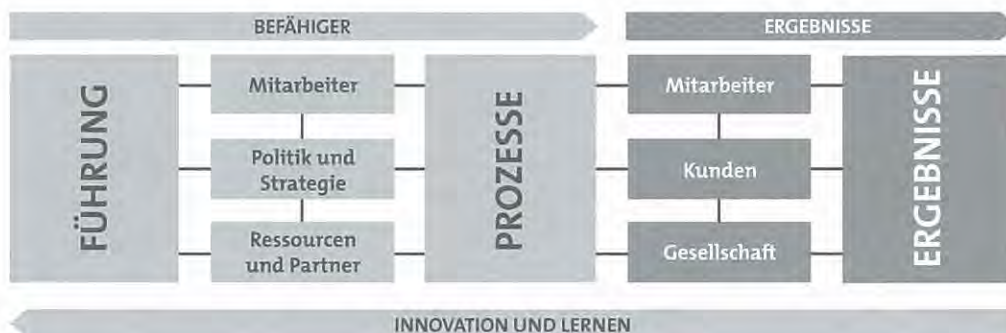 BEFÄHIGER
ERGEBNISSE
FÜHRUNG
Mitarbeiter
Politik und
Strategie
Ressourcen
und Partner
PROZESSE
Mitarbeiter
Kunden
Gesellschaft
ERGEBNISSE
INNOVATION UND LERNEN